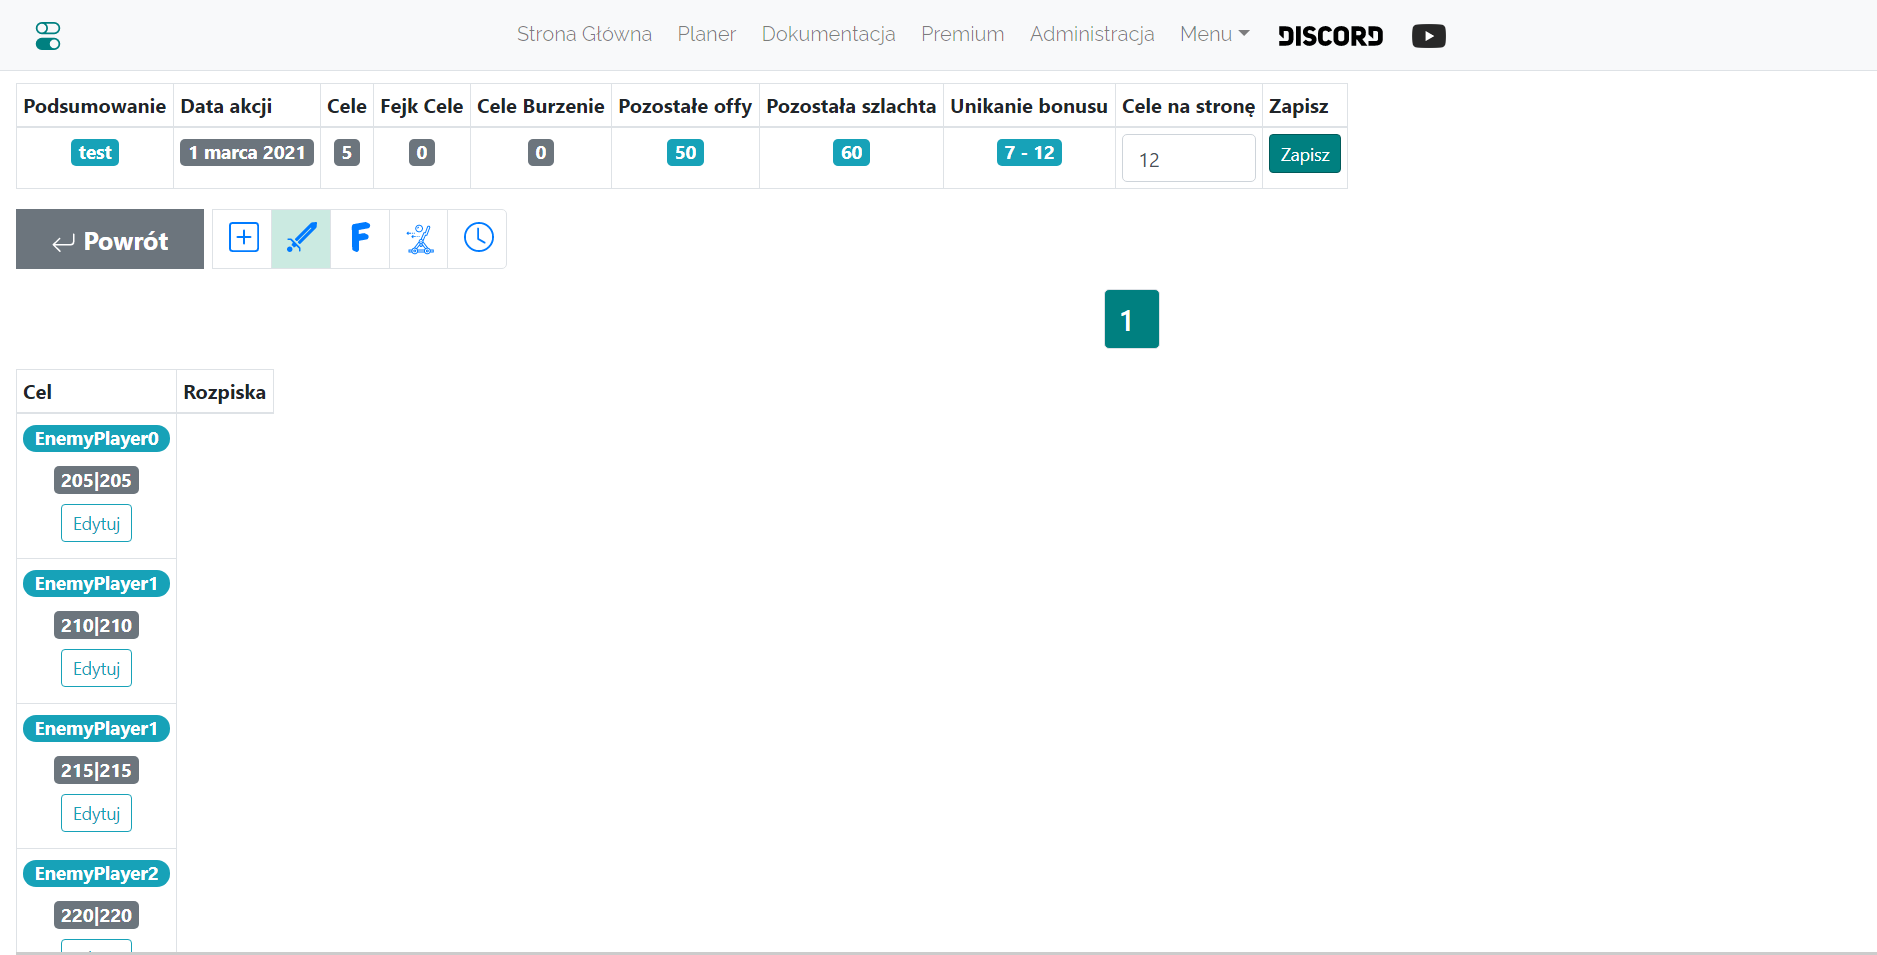 Strona Główna Planer Dokumentacja Premium Administracja Menu DISCORD
Podsumowanie Data akcji Cele Fejk Cele Cele Burzenie Pozostałe offy Pozostała szlachta Unikanie bonusu Cele na stronę Zapisz
test 1 marca 2021 5 0 0 50 60 7 - 12 12 Zapisz
Powrót F
1
Cel Rozpiska
EnemyPlayer0
205|205
Edytuj
EnemyPlayer1
210|210
Edytuj
EnemyPlayer1
215|215
Edytuj
EnemyPlayer2
220|220